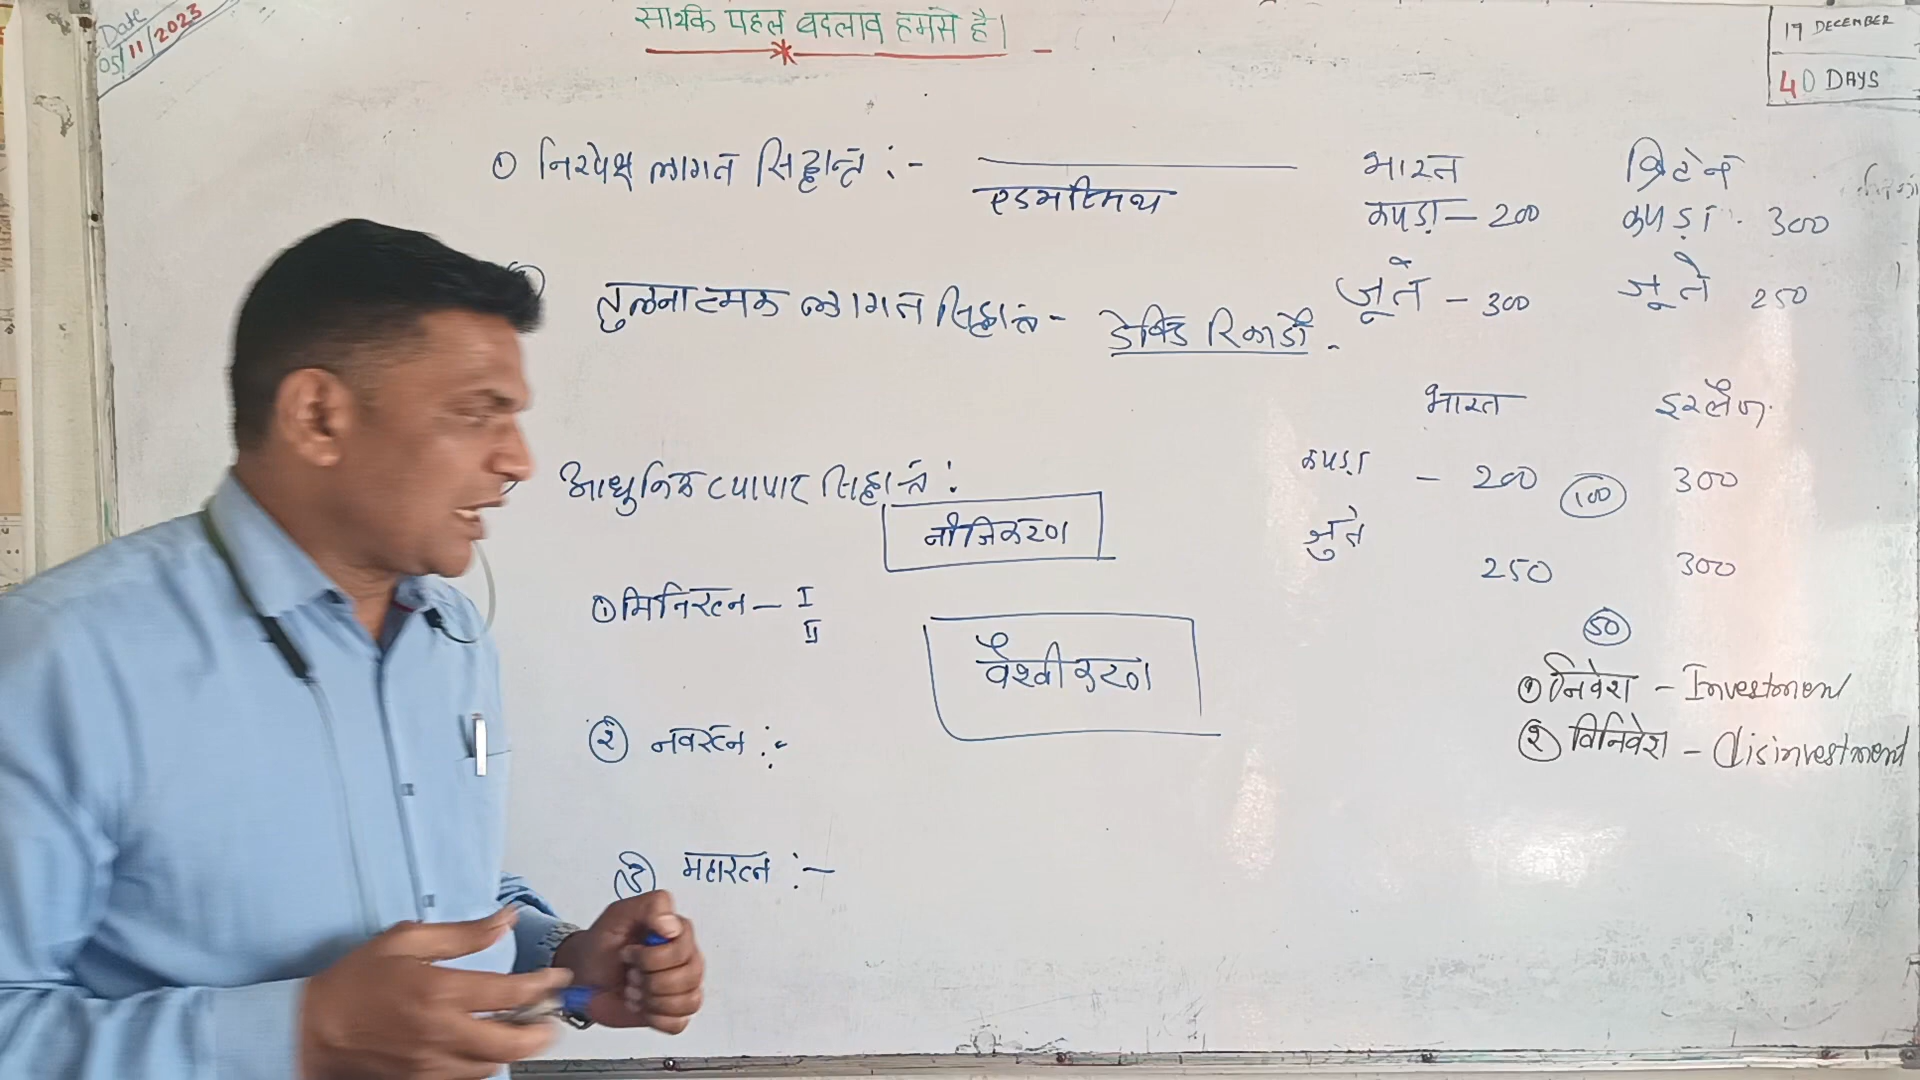 Date
05/11/2023
सार्थक पहल बदलाव हमसे है।
17 DECEMBER
40 DAYS
① निरपेक्ष लागत सिद्धान्त :-
एडमस्मिथ
भारत ब्रिटेन
कपड़ा - 200 कपड़ा - 300
जूते - 300 जूते 250
तुलनात्मक लागत सिद्धांत - डेविड रिकार्डो -
भारत इंग्लैण्ड
कपड़ा - 200 (100) 300
जुते 250 300
(50)
आधुनिक व्यापार सिद्धान्त :
नीजिकरण
① मिनिरत्न - I
II
वैश्वीकरण
② नवरत्न :-
③ महारत्न :-
① निवेश - Investment
② विनिवेश - disinvestment